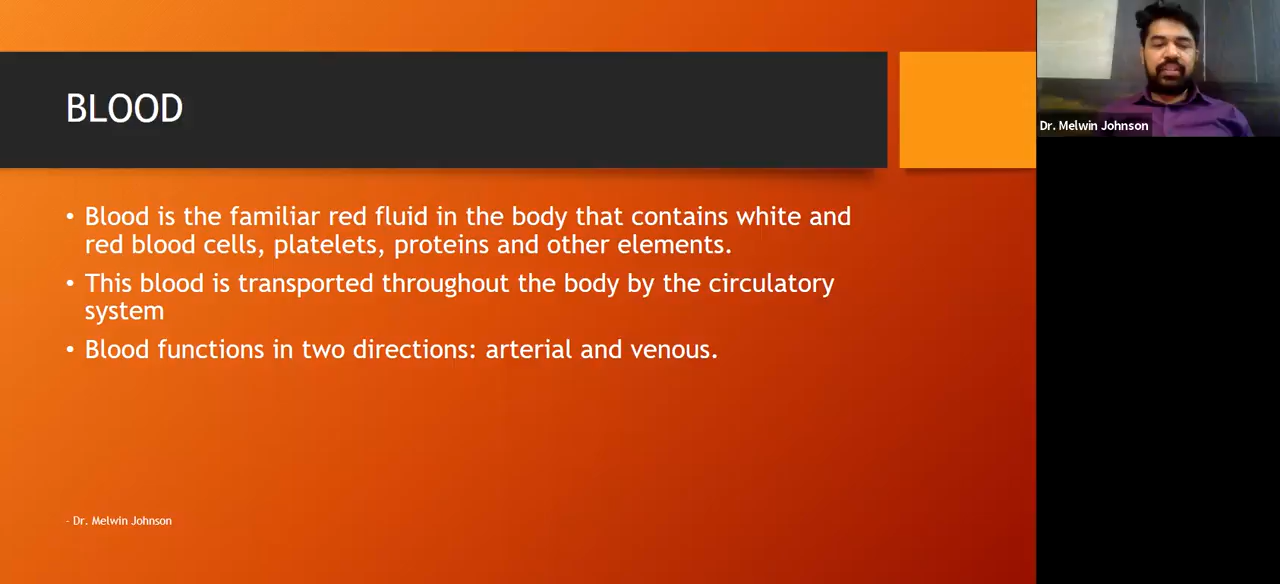 BLOOD
• Blood is the familiar red fluid in the body that contains white and
red blood cells, platelets, proteins and other elements.
• This blood is transported throughout the body by the circulatory
system
• Blood functions in two directions: arterial and venous.
- Dr. Melwin Johnson
Dr. Melwin Johnson